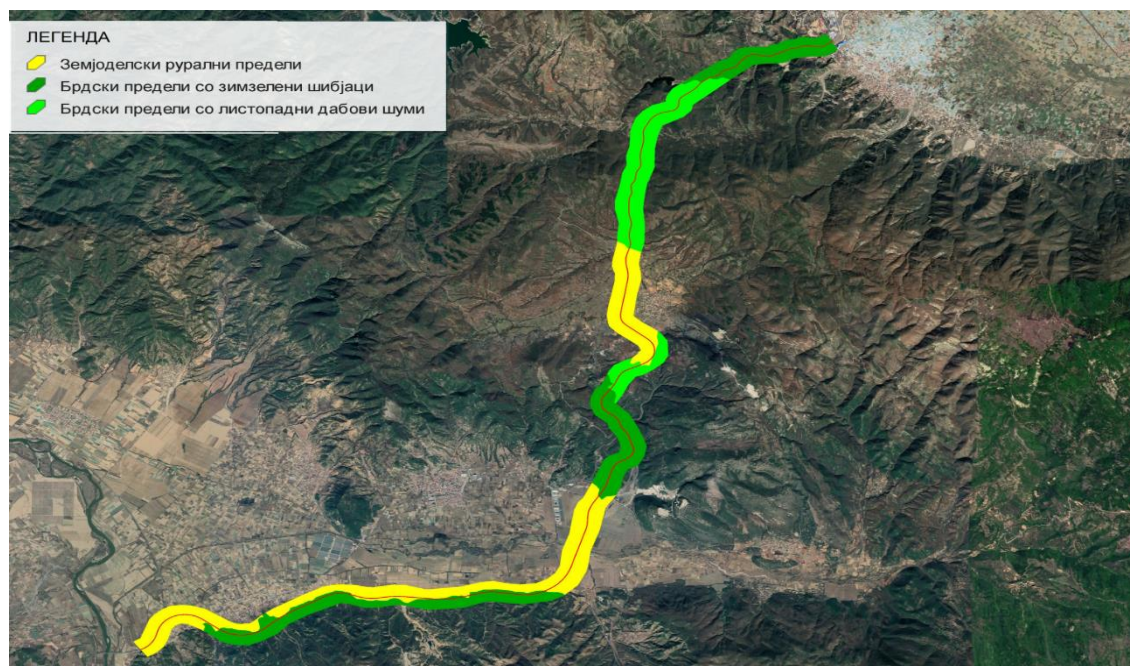 ЛЕГЕНДА
Земјоделски рурални предели
Брдски предели со зимзелени шибјаци
Брдски предели со листопадни дабови шуми